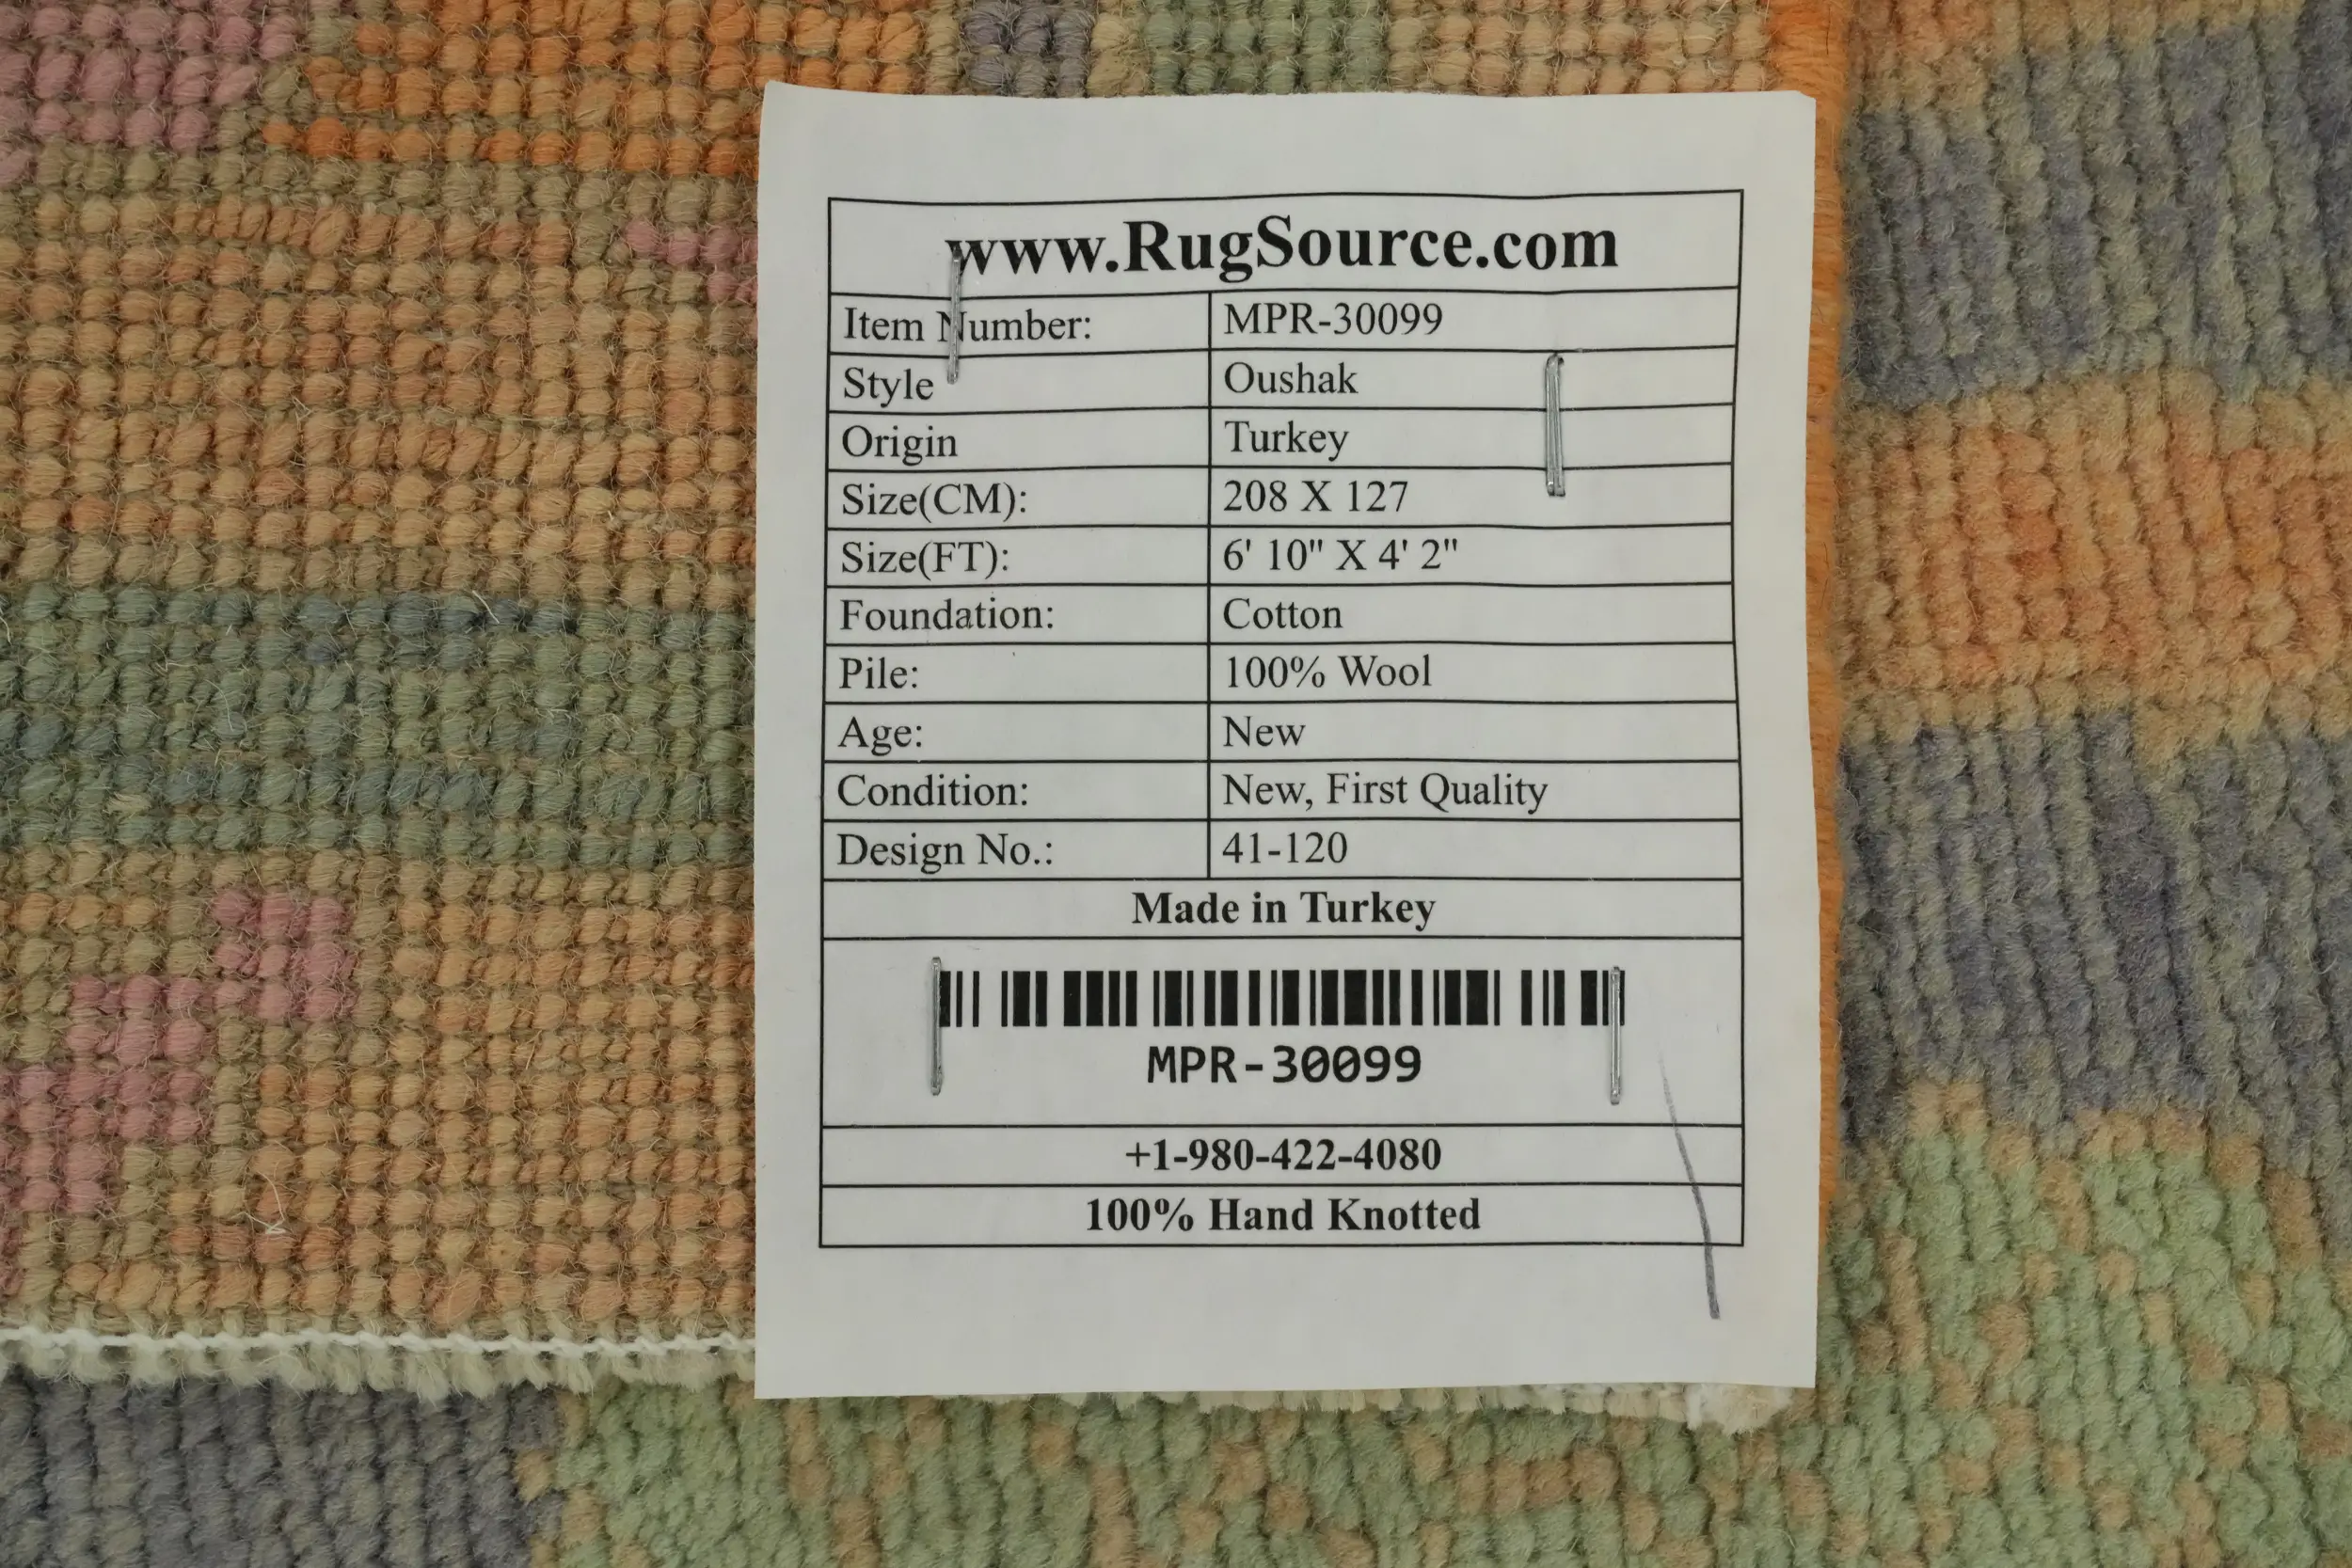 www.RugSource.com
Item Number: MPR-30099
Style Oushak
Origin Turkey
Size(CM): 208 X 127
Size(FT): 6' 10" X 4' 2"
Foundation: Cotton
Pile: 100% Wool
Age: New
Condition: New, First Quality
Design No.: 41-120
Made in Turkey
MPR-30099
+1-980-422-4080
100% Hand Knotted